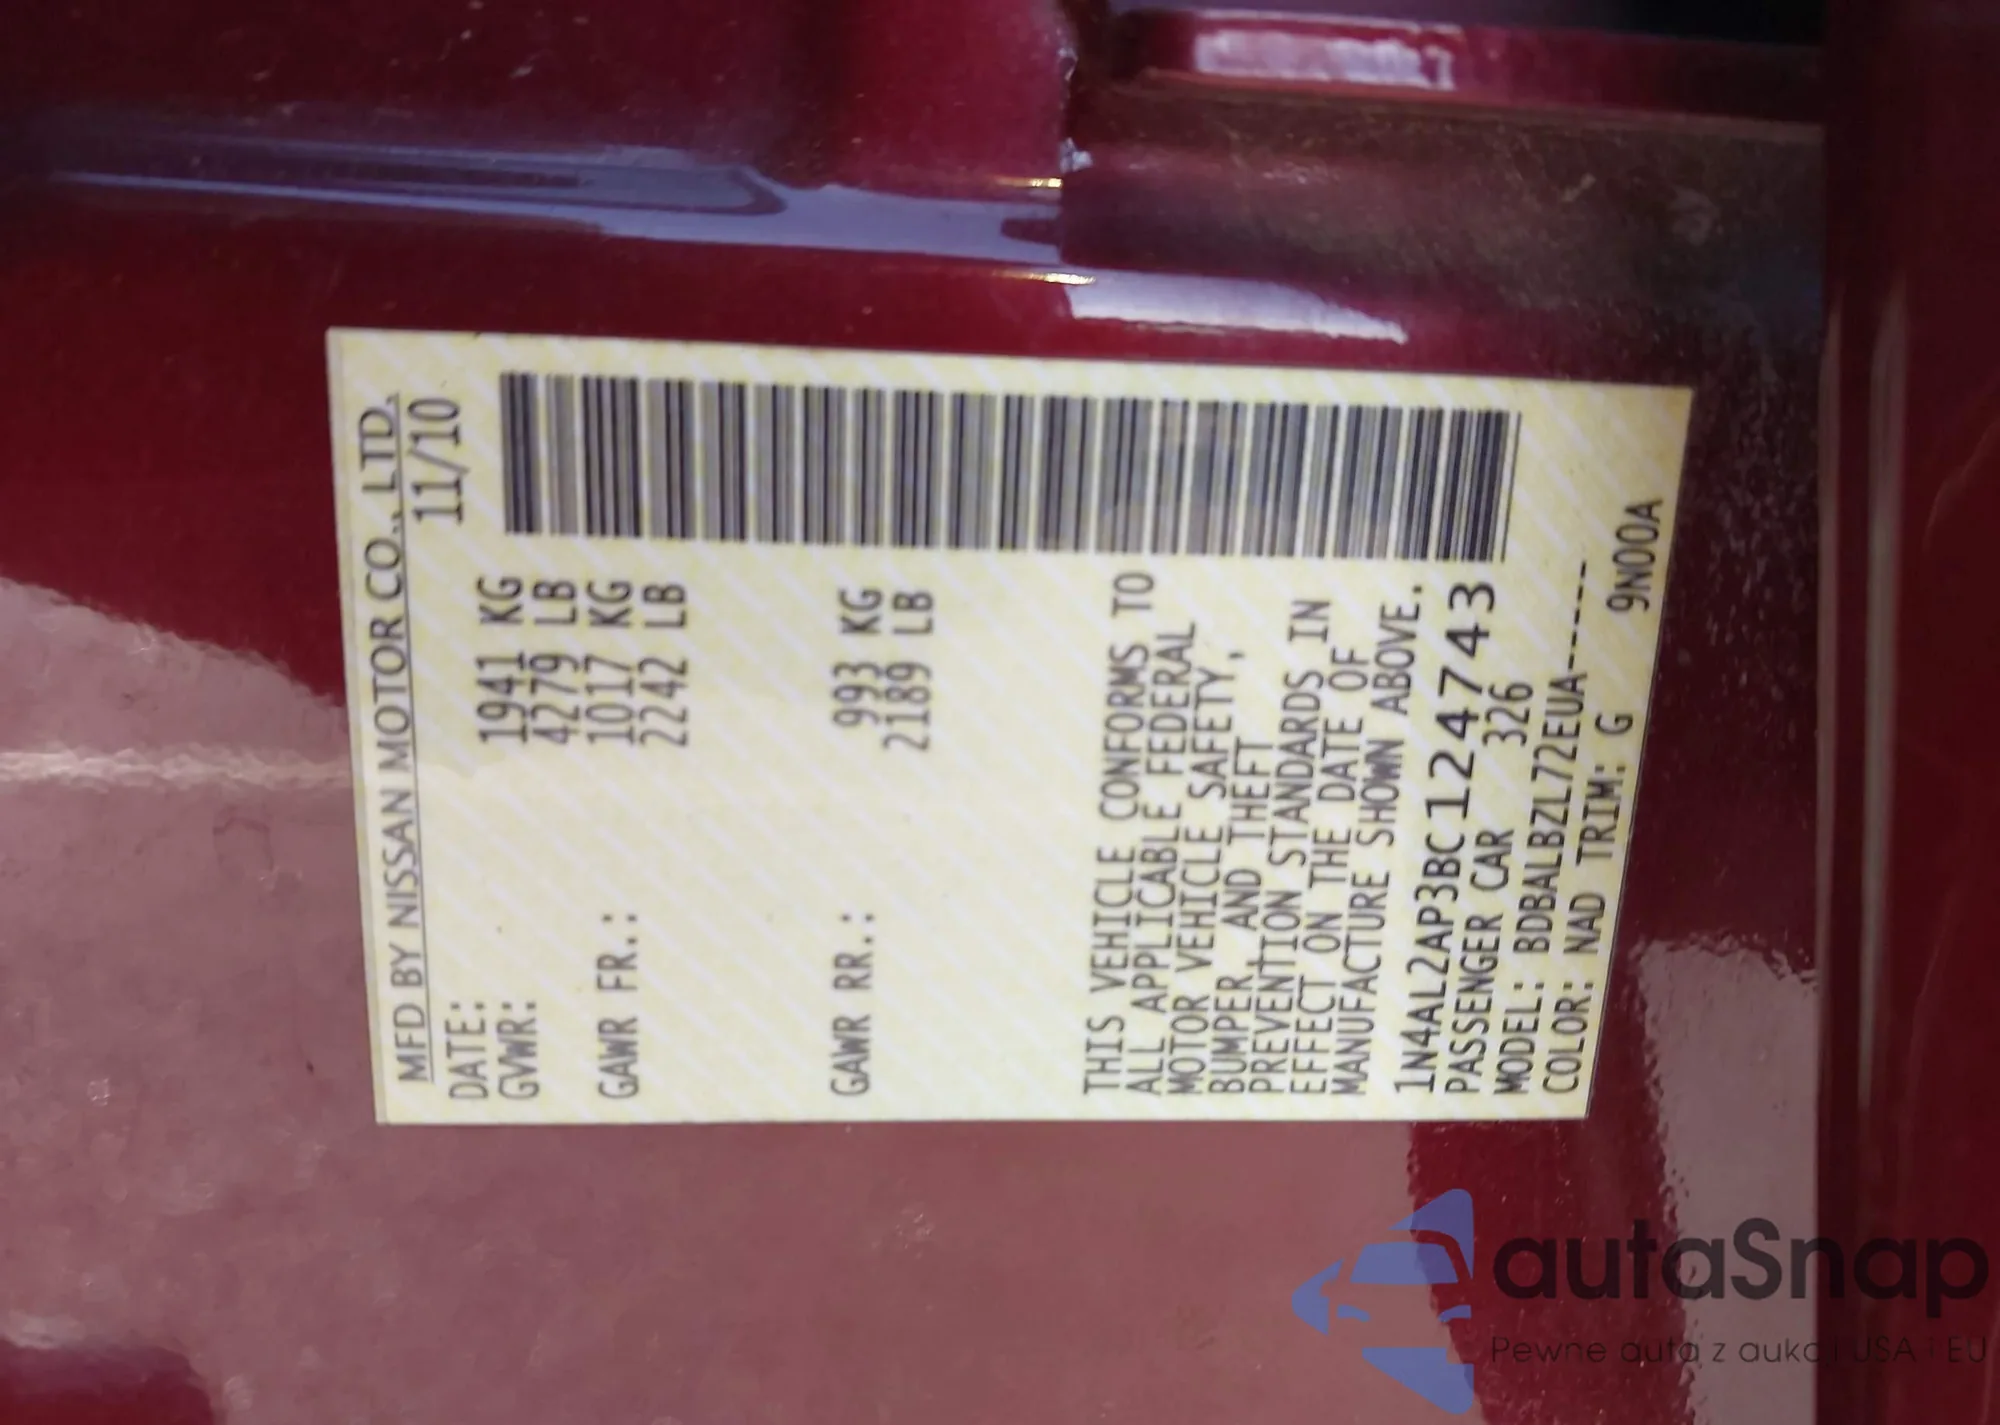 MFD BY NISSAN MOTOR CO., LTD.
DATE: 11/10
GVWR: 1941 KG
4279 LB
GAWR FR.: 1017 KG
2242 LB
GAWR RR.: 993 KG
2189 LB
THIS VEHICLE CONFORMS TO
ALL APPLICABLE FEDERAL
MOTOR VEHICLE SAFETY,
BUMPER, AND THEFT
PREVENTION STANDARDS IN
EFFECT ON THE DATE OF
MANUFACTURE SHOWN ABOVE.
1N4AL2AP3BC124743
PASSENGER CAR 326
MODEL: BDBALBZL72EUA------
COLOR: NAD TRIM: G 9N00A
autaSnap
Pewne auta z aukcji USA i EU